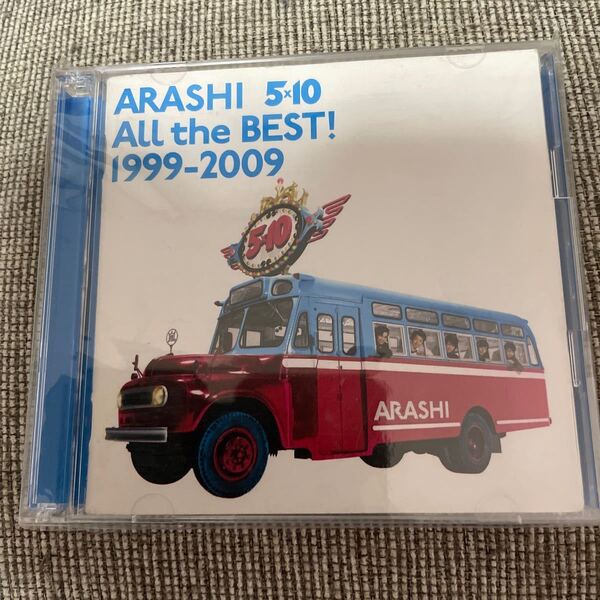 ARASHI 5×10
All the BEST!
1999-2009
5×10
ARASHI